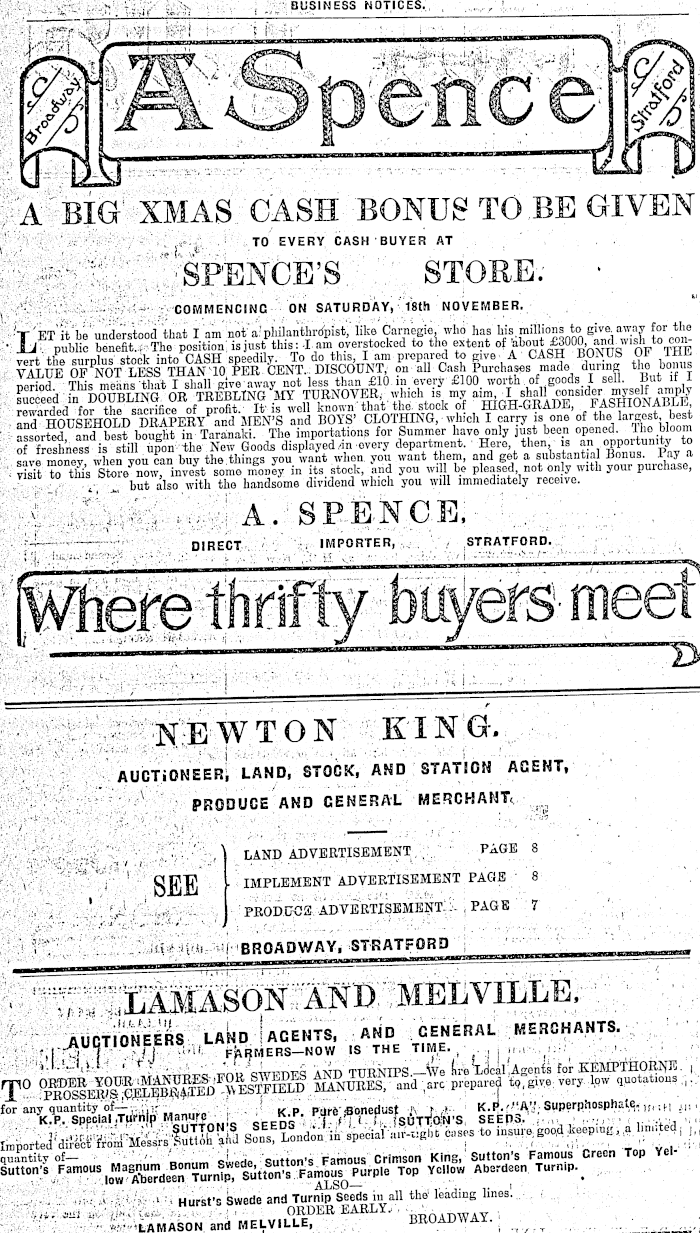 BUSINESS NOTICES.
Broadway
A Spence
Stratford
A BIG XMAS CASH BONUS TO BE GIVEN
TO EVERY CASH BUYER AT
SPENCE'S STORE.
COMMENCING ON SATURDAY, 18th NOVEMBER.
LET it be understood that I am not a philanthropist, like Carnegie, who has his millions to give away for the
public benefit. The position is just this: I am overstocked to the extent of about £3000, and wish to con-
vert the surplus stock into CASH speedily. To do this, I am prepared to give A CASH BONUS OF THE
VALUE OF NOT LESS THAN 10 PER CENT. DISCOUNT, on all Cash Purchases made during the bonus
period. This means that I shall give away not less than £10 in every £100 worth of goods I sell. But if I
succeed in DOUBLING OR TREBLING MY TURNOVER, which is my aim, I shall consider myself amply
rewarded for the sacrifice of profit. It is well known that the stock of HIGH-GRADE, FASHIONABLE,
and HOUSEHOLD DRAPERY and MEN'S and BOYS' CLOTHING, which I carry is one of the largest, best
assorted, and best bought in Taranaki. The importations for Summer have only just been opened. The bloom
of freshness is still upon the New Goods displayed in every department. Here, then, is an opportunity to
save money, when you can buy the things you want when you want them, and get a substantial Bonus. Pay a
visit to this Store now, invest some money in its stock, and you will be pleased, not only with your purchase,
but also with the handsome dividend which you will immediately receive.
A. SPENCE,
DIRECT IMPORTER, STRATFORD.
Where thrifty buyers meet
NEWTON KING.
AUCTIONEER, LAND, STOCK, AND STATION AGENT,
PRODUCE AND GENERAL MERCHANT.
SEE
LAND ADVERTISEMENT PAGE 8
IMPLEMENT ADVERTISEMENT PAGE 8
PRODUCE ADVERTISEMENT PAGE 7
BROADWAY, STRATFORD
LAMASON AND MELVILLE,
AUCTIONEERS LAND AGENTS, AND GENERAL MERCHANTS.
FARMERS—NOW IS THE TIME.
TO ORDER YOUR MANURES FOR SWEDES AND TURNIPS.—We are Local Agents for KEMPTHORNE
PROSSER'S CELEBRATED WESTFIELD MANURES, and are prepared to give very low quotations
for any quantity of—
K.P. Special Turnip Manure K.P. Pure Bonedust K.P. "A" Superphosphate
SUTTON'S SEEDS SUTTON'S SEEDS.
Imported direct from Messrs Sutton and Sons, London in special air-tight cases to insure good keeping, a limited
quantity of—
Sutton's Famous Magnum Bonum Swede, Sutton's Famous Crimson King, Sutton's Famous Green Top Yel-
low Aberdeen Turnip, Sutton's Famous Purple Top Yellow Aberdeen Turnip.
ALSO—
Hurst's Swede and Turnip Seeds in all the leading lines.
ORDER EARLY.
LAMASON and MELVILLE, BROADWAY.